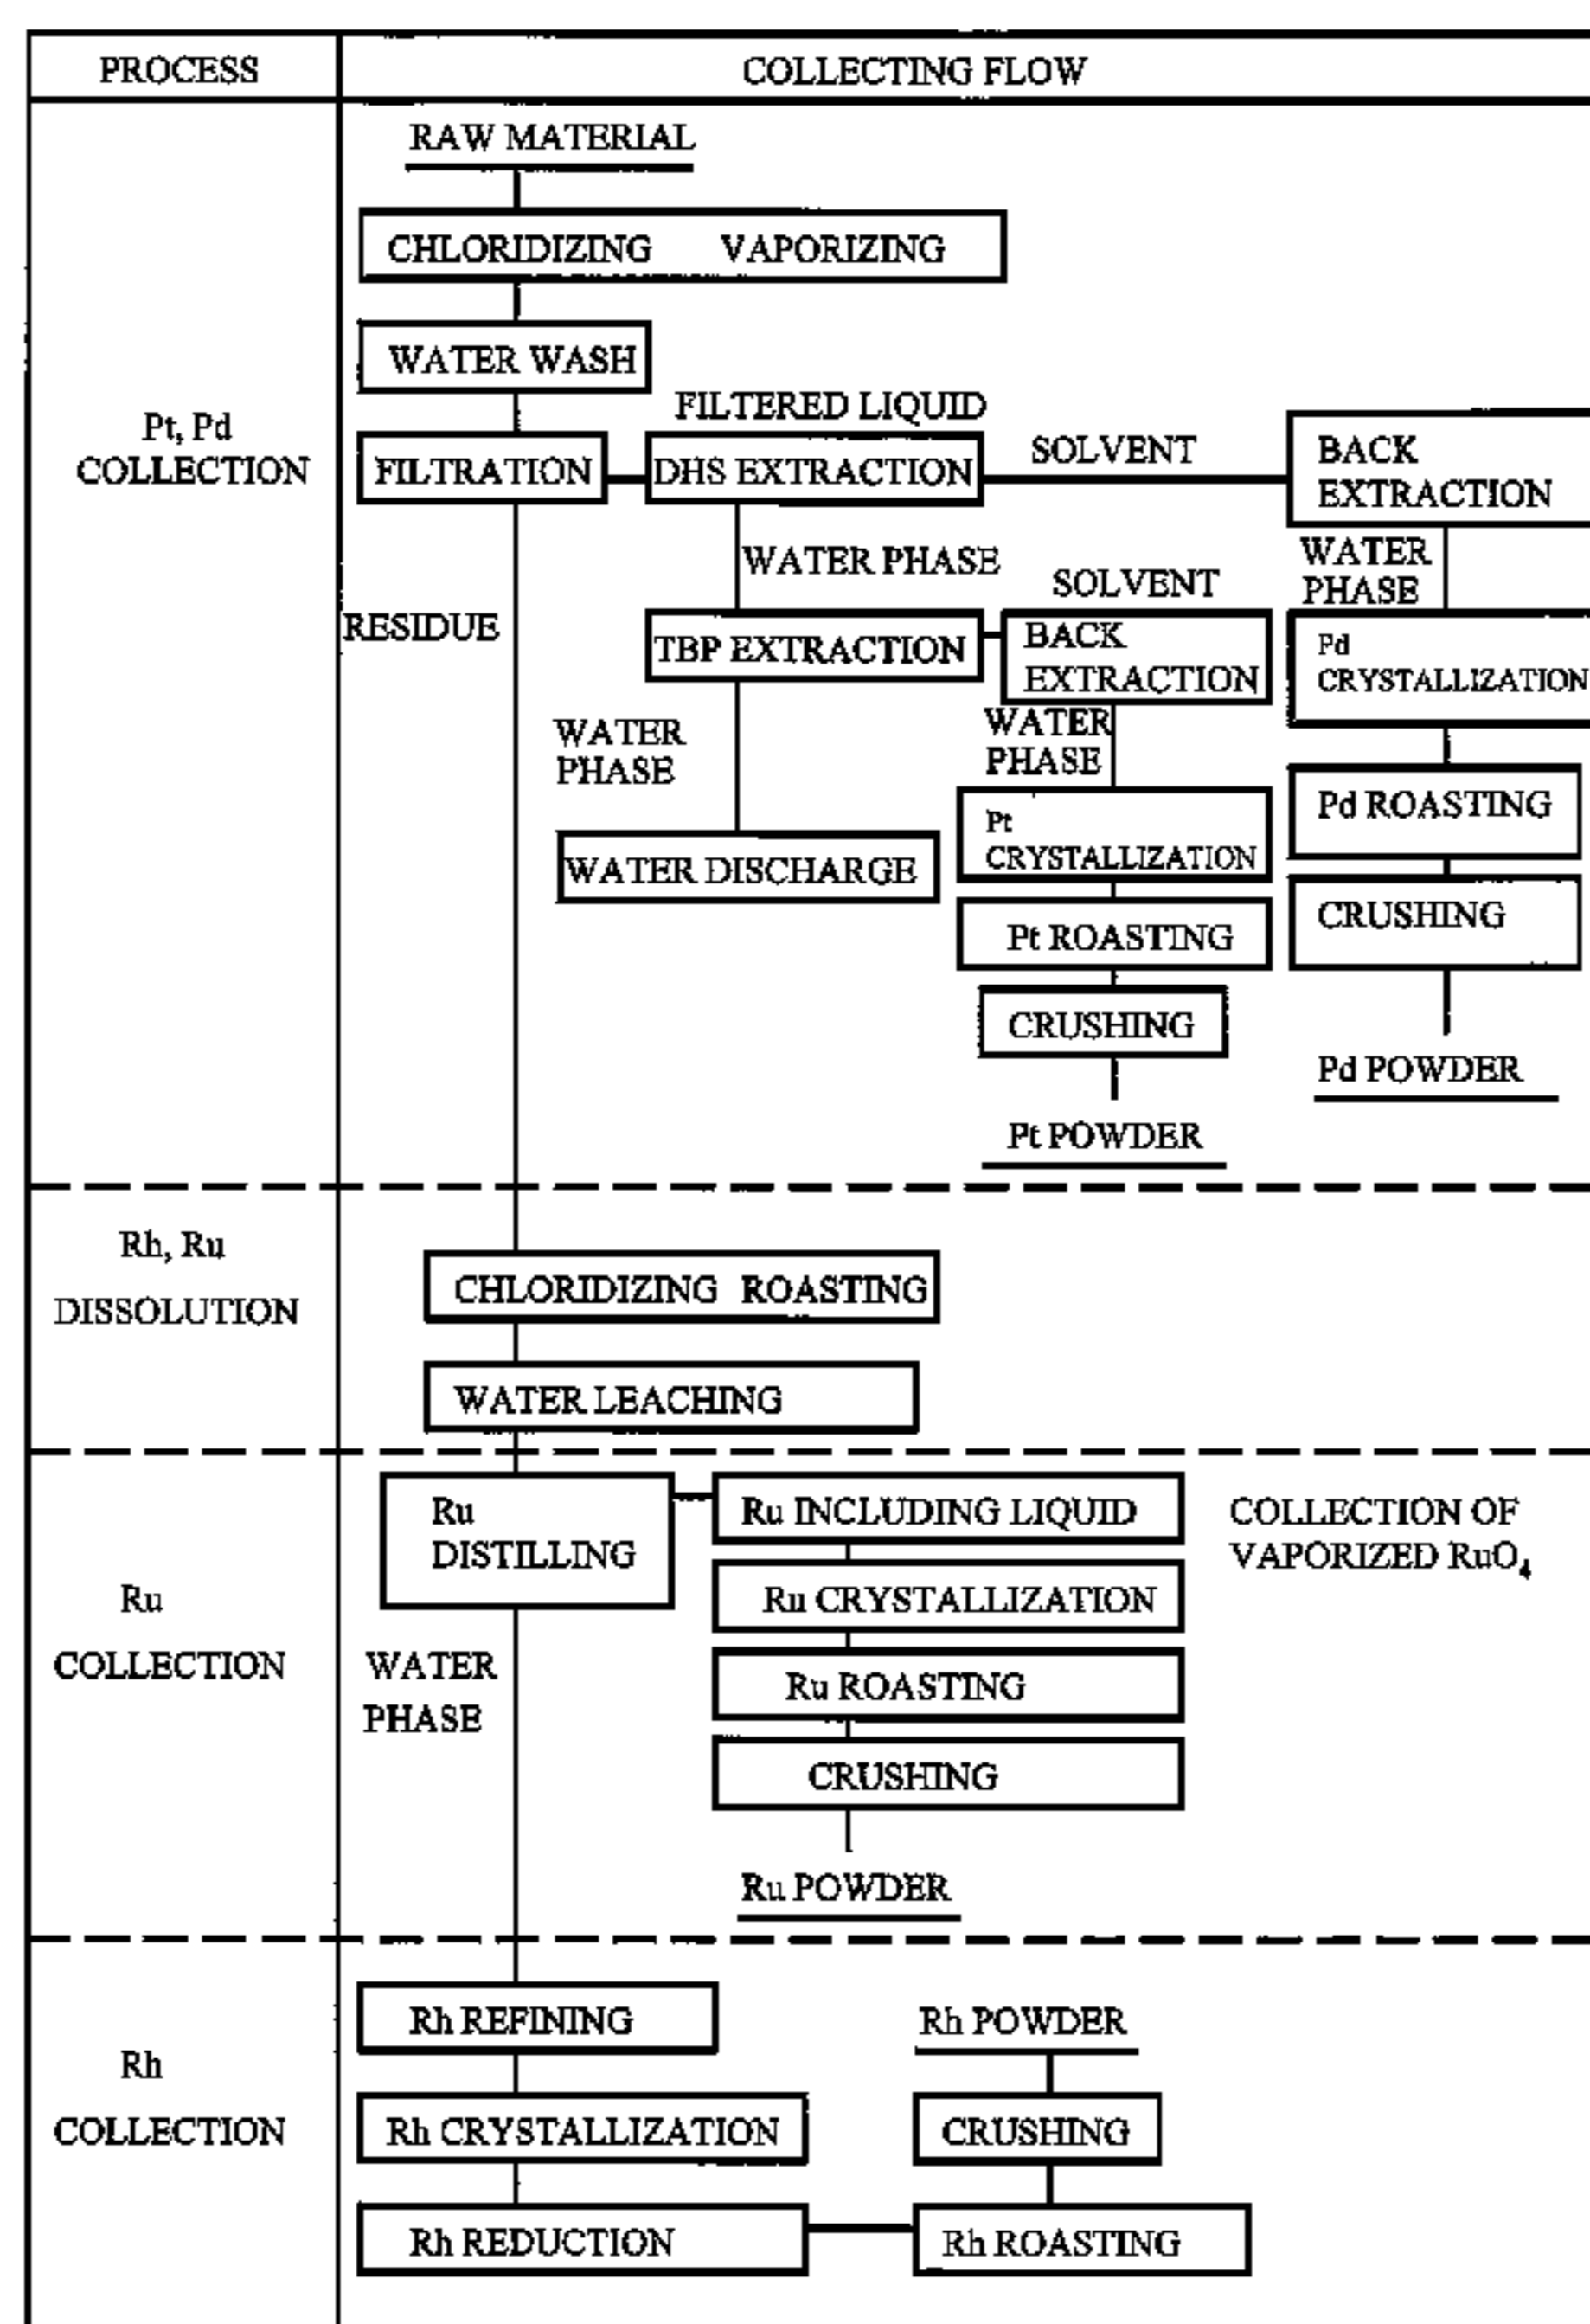 PROCESS
COLLECTING FLOW
RAW MATERIAL
CHLORIDIZING VAPORIZING
WATER WASH
Pt, Pd
COLLECTION
FILTERED LIQUID
FILTRATION
DHS EXTRACTION
SOLVENT
BACK
EXTRACTION
WATER PHASE
WATER
PHASE
SOLVENT
RESIDUE
TBP EXTRACTION
BACK
EXTRACTION
Pd
CRYSTALLIZATION
WATER
PHASE
WATER
PHASE
Pd ROASTING
Pt
CRYSTALLIZATION
WATER DISCHARGE
CRUSHING
Pt ROASTING
CRUSHING
Pd POWDER
Pt POWDER
Rh, Ru
DISSOLUTION
CHLORIDIZING ROASTING
WATER LEACHING
Ru
COLLECTION
Ru
DISTILLING
Ru INCLUDING LIQUID
COLLECTION OF
VAPORIZED RuO₄
Ru CRYSTALLIZATION
WATER
PHASE
Ru ROASTING
CRUSHING
Ru POWDER
Rh
COLLECTION
Rh REFINING
Rh POWDER
Rh CRYSTALLIZATION
CRUSHING
Rh REDUCTION
Rh ROASTING